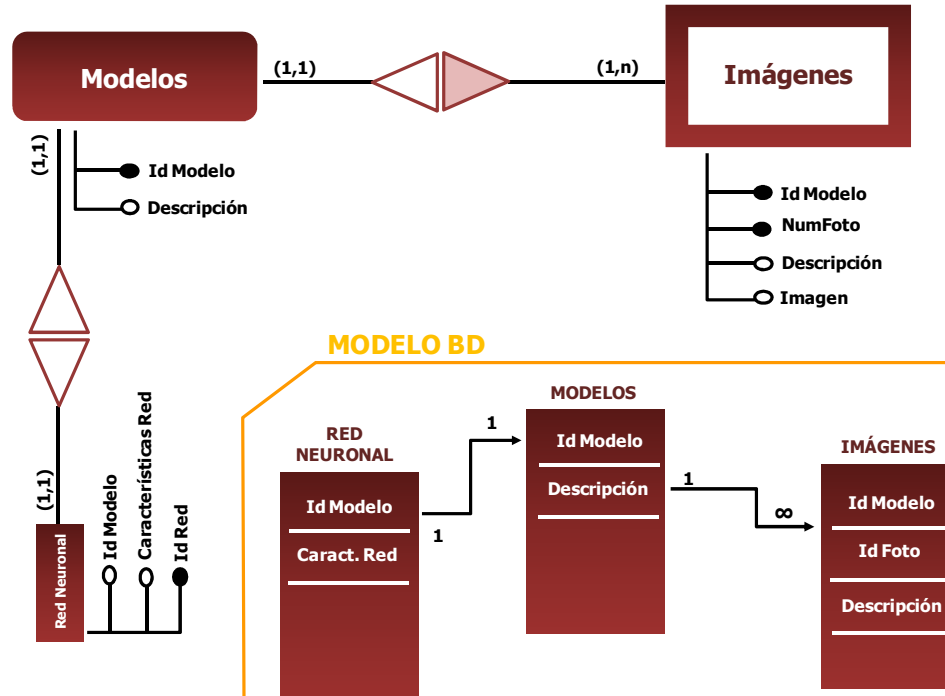 Modelos
(1,1)
(1,n)
Imágenes
(1,1)
Id Modelo
Descripción
Id Modelo
NumFoto
Descripción
Imagen
(1,1)
Red Neuronal
Id Modelo
Características Red
Id Red
MODELO BD
RED
NEURONAL
Id Modelo
Caract. Red
1
1
MODELOS
Id Modelo
Descripción
1
∞
IMÁGENES
Id Modelo
Id Foto
Descripción